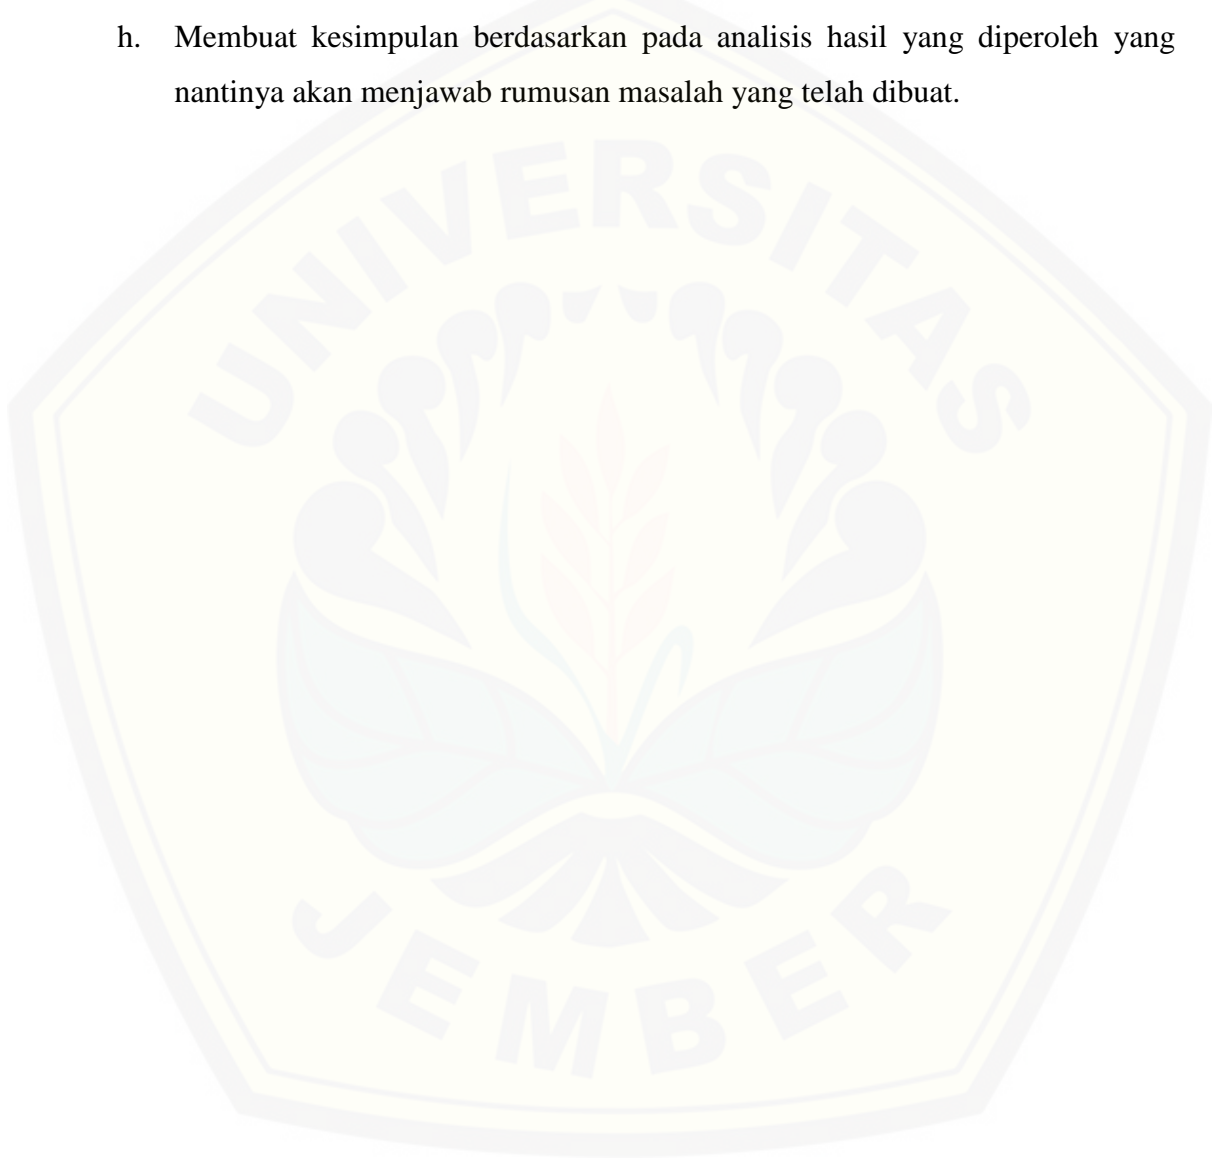 h. Membuat kesimpulan berdasarkan pada analisis hasil yang diperoleh yang
nantinya akan menjawab rumusan masalah yang telah dibuat.
UNIVERSITAS
JEMBER